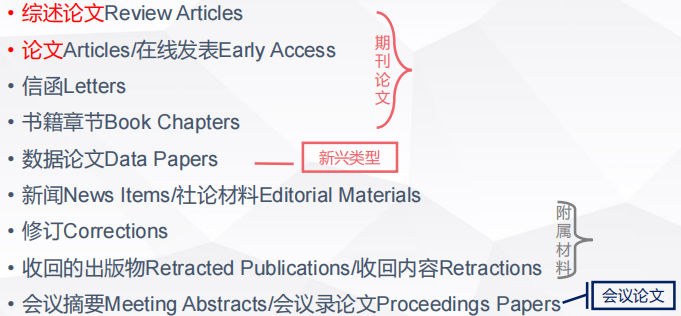 • 综述论文Review Articles
• 论文Articles/在线发表Early Access
• 信函Letters
• 书籍章节Book Chapters
期刊论文
• 数据论文Data Papers
新兴类型
• 新闻News Items/社论材料Editorial Materials
• 修订Corrections
• 收回的出版物Retracted Publications/收回内容Retractions
附属材料
• 会议摘要Meeting Abstracts/会议录论文Proceedings Papers
会议论文